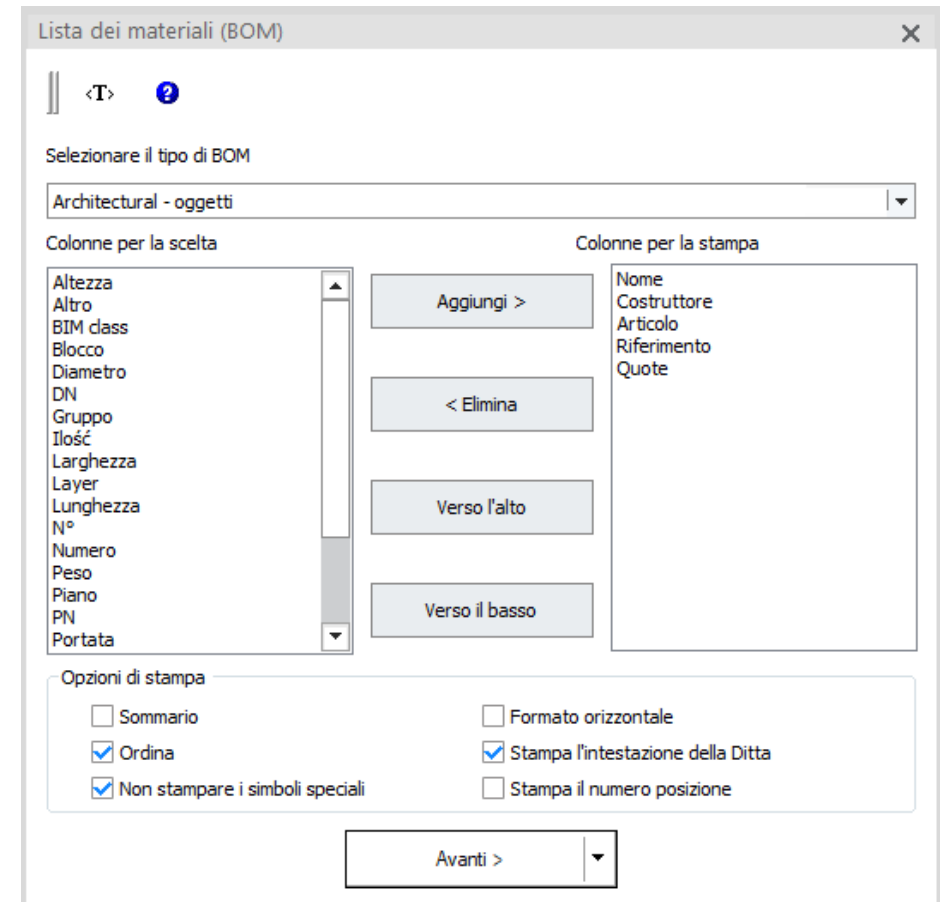 Lista dei materiali (BOM)
<T>
Selezionare il tipo di BOM
Architectural - oggetti
Colonne per la scelta
Colonne per la stampa
Altezza
Altro
BIM class
Blocco
Diametro
DN
Gruppo
Ilość
Larghezza
Layer
Lunghezza
N°
Numero
Peso
Piano
PN
Portata
Aggiungi >
< Elimina
Verso l'alto
Verso il basso
Nome
Costruttore
Articolo
Riferimento
Quote
Opzioni di stampa
Sommario
Formato orizzontale
Ordina
Stampa l'intestazione della Ditta
Non stampare i simboli speciali
Stampa il numero posizione
Avanti >